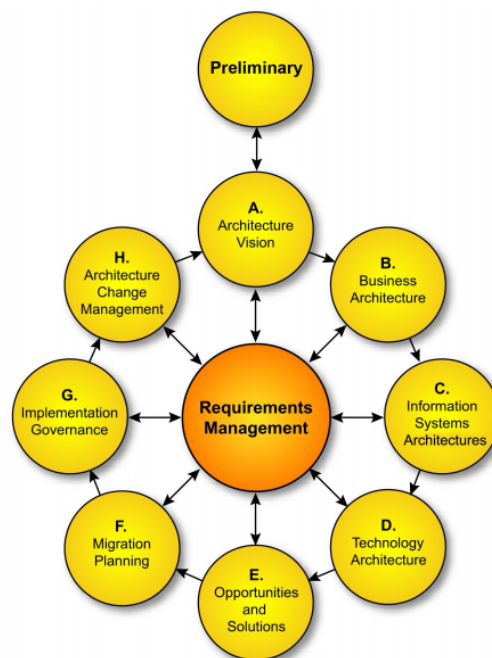 Preliminary
A.
Architecture
Vision
B.
Business
Architecture
C.
Information
Systems
Architectures
D.
Technology
Architecture
E.
Opportunities
and
Solutions
F.
Migration
Planning
G.
Implementation
Governance
H.
Architecture
Change
Management
Requirements
Management